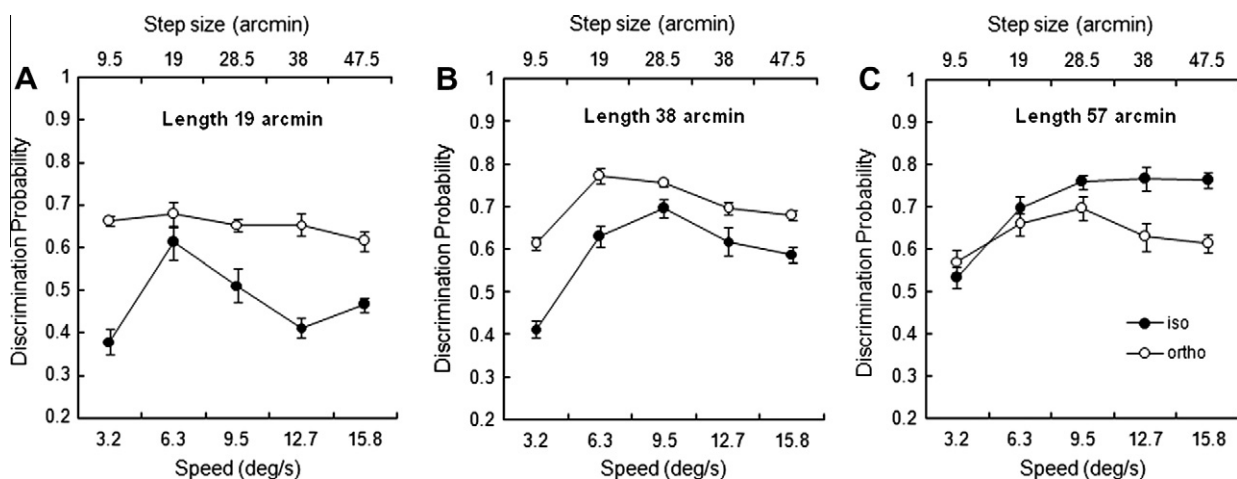 Step size (arcmin)
A
9.5 19 28.5 38 47.5
1
Length 19 arcmin
0.9
0.8
0.7
0.6
0.5
0.4
0.3
0.2
Discrimination Probability
3.2 6.3 9.5 12.7 15.8
Speed (deg/s)
Step size (arcmin)
B
9.5 19 28.5 38 47.5
1
Length 38 arcmin
0.9
0.8
0.7
0.6
0.5
0.4
0.3
0.2
Discrimination Probability
3.2 6.3 9.5 12.7 15.8
Speed (deg/s)
Step size (arcmin)
C
9.5 19 28.5 38 47.5
1
Length 57 arcmin
0.9
0.8
0.7
0.6
0.5
0.4
0.3
0.2
Discrimination Probability
iso
ortho
3.2 6.3 9.5 12.7 15.8
Speed (deg/s)